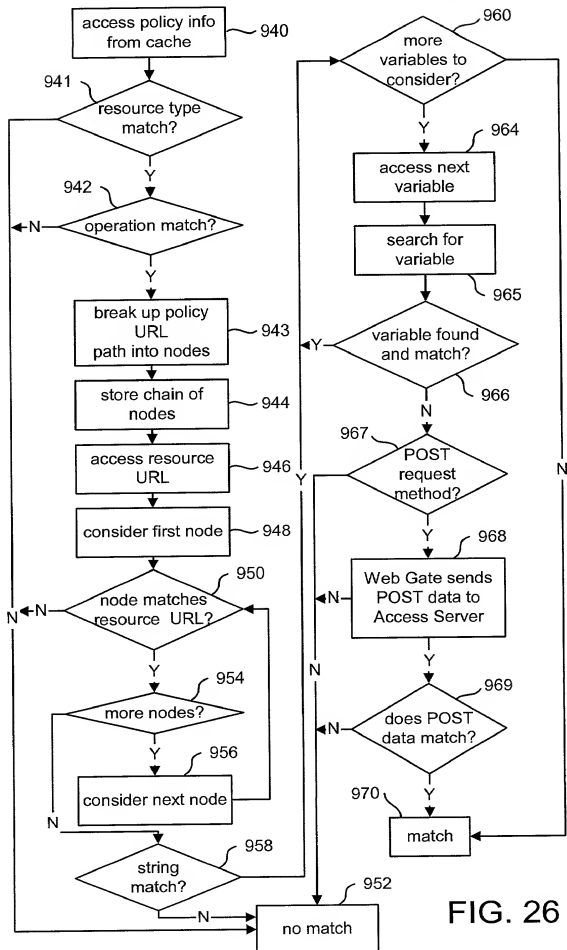 access policy info
from cache
940
941
resource type
match?
Y
942
operation match?
N
Y
break up policy
URL
path into nodes
943
store chain of
nodes
944
access resource
URL
946
consider first node
948
950
node matches
resource URL?
N
N
Y
954
more nodes?
Y
956
consider next node
N
958
string
match?
N
952
no match
960
more
variables to
consider?
Y
964
access next
variable
search for
variable
965
variable found
and match?
Y
966
N
967
POST
request
method?
Y
Y
N
968
Web Gate sends
POST data to
Access Server
N
Y
N
969
does POST
data match?
N
Y
970
match
FIG. 26